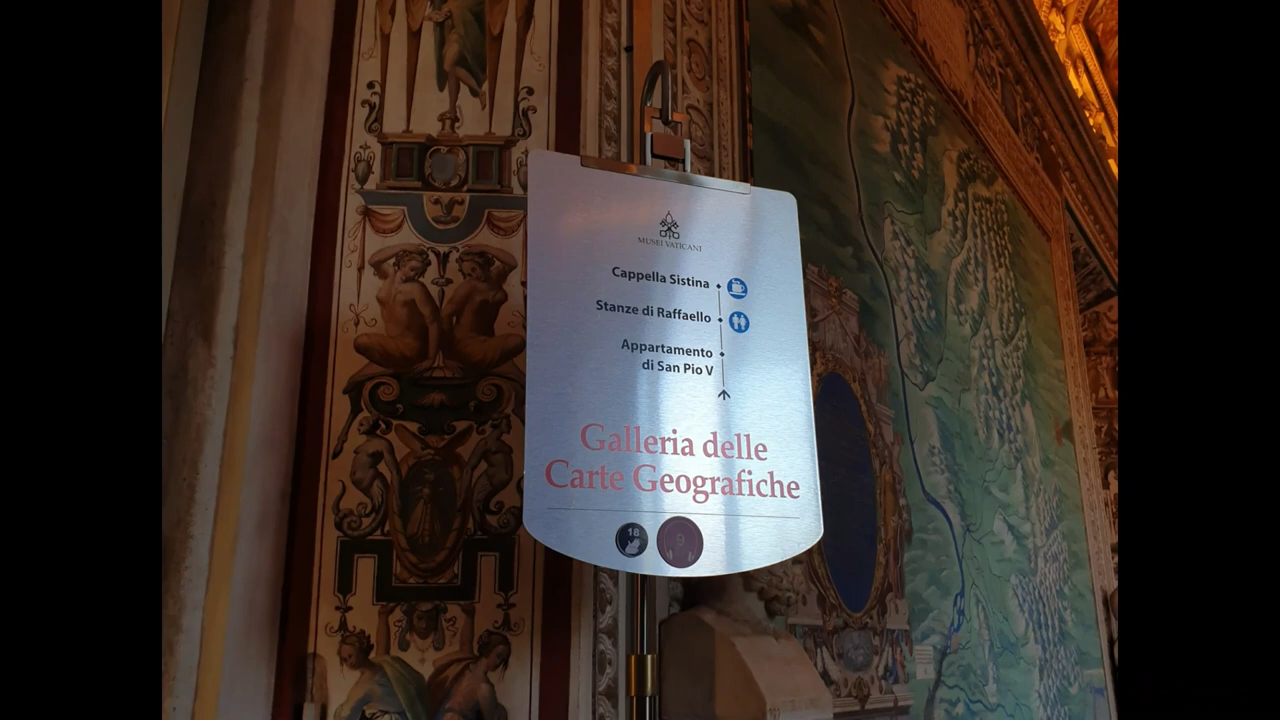 MUSEI VATICANI
Cappella Sistina
Stanze di Raffaello
Appartamento
di San Pio V
Galleria delle
Carte Geografiche
18
9